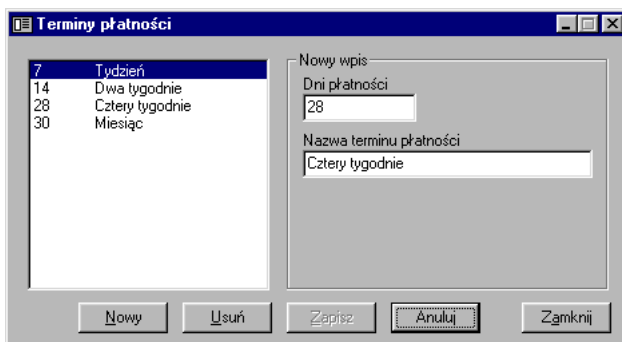 Terminy płatności
7 Tydzień
14 Dwa tygodnie
28 Cztery tygodnie
30 Miesiąc
Nowy wpis
Dni płatności
28
Nazwa terminu płatności
Cztery tygodnie
Nowy Usuń Zapisz Anuluj Zamknij